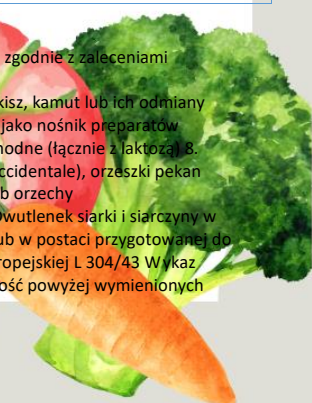 zgodnie z zaleceniami
kisz, kamut lub ich odmiany
jako nośnik preparatów
hodne (łącznie z laktozą) 8.
ccidentale), orzeszki pekan
b orzechy
Dwutlenek siarki i siarczyny w
ub w postaci przygotowanej do
ropejskiej L 304/43 Wykaz
ość powyżej wymienionych